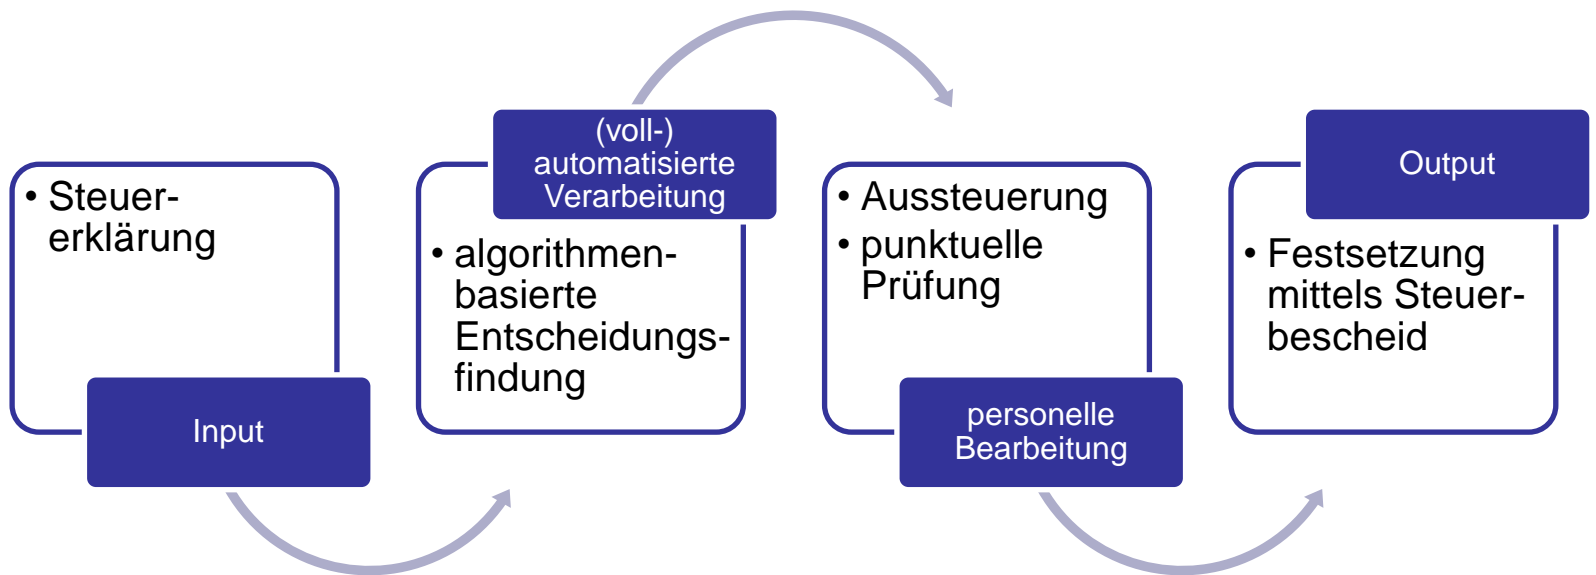 • Steuer-
erklärung
Input
(voll-)
automatisierte
Verarbeitung
• algorithmen-
basierte
Entscheidungs-
findung
• Aussteuerung
• punktuelle
Prüfung
personelle
Bearbeitung
Output
• Festsetzung
mittels Steuer-
bescheid